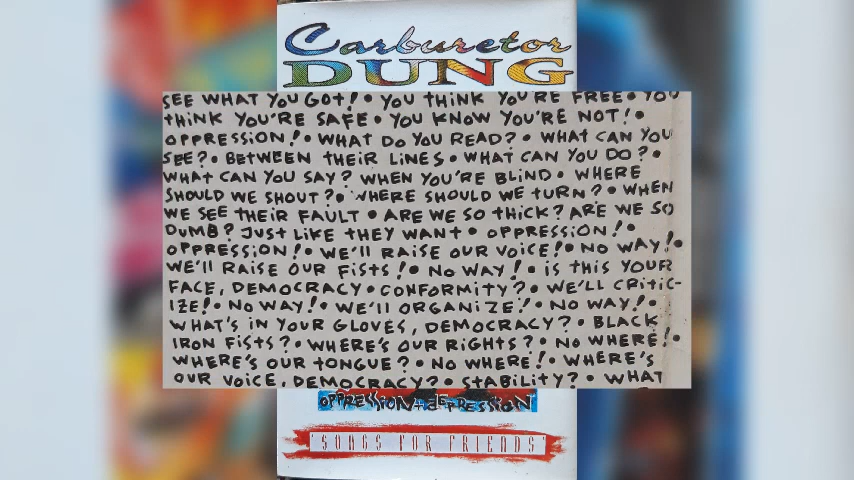 Carburetor
DUNG
SEE WHAT YOU GOT! • YOU THINK YOU'RE FREE • YOU
THINK YOU'RE SAFE • YOU KNOW YOU'RE NOT! •
OPPRESSION! • WHAT DO YOU READ? • WHAT CAN YOU
SEE? • BETWEEN THEIR LINES • WHAT CAN YOU DO? •
WHAT CAN YOU SAY? WHEN YOU'RE BLIND • WHERE
SHOULD WE SHOUT? • WHERE SHOULD WE TURN? • WHEN
WE SEE THEIR FAULT • ARE WE SO THICK? ARE WE SO
DUMB? JUST LIKE THEY WANT • OPPRESSION! •
OPPRESSION! • WE'LL RAISE OUR VOICE! • NO WAY! •
WE'LL RAISE OUR FISTS! • NO WAY! • IS THIS YOUR
FACE, DEMOCRACY • CONFORMITY? • WE'LL CRITIC-
IZE! • NO WAY! • WE'LL ORGANIZE! • NO WAY! •
WHAT'S IN YOUR GLOVES, DEMOCRACY? • BLACK
IRON FISTS? • WHERE'S OUR RIGHTS? • NO WHERE! •
WHERE'S OUR TONGUE? • NO WHERE! • WHERE'S
OUR VOICE, DEMOCRACY? • STABILITY? • WHAT
OPPRESSION+dEPRESSION
'SONGS FOR FRIENDS'